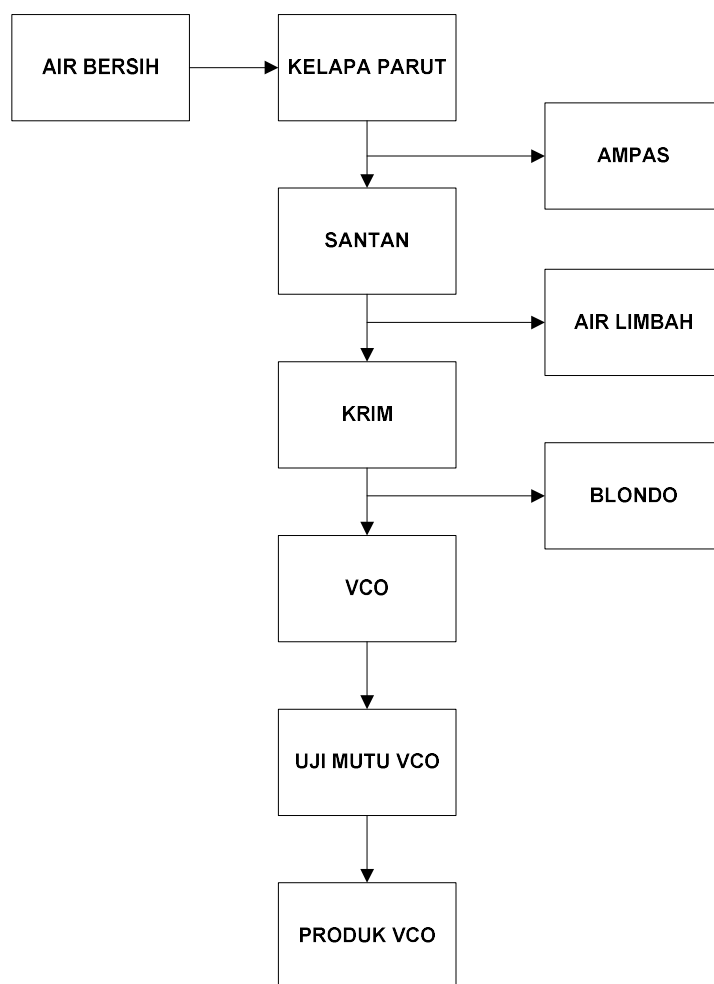 AIR BERSIH
KELAPA PARUT
AMPAS
SANTAN
AIR LIMBAH
KRIM
BLONDO
VCO
UJI MUTU VCO
PRODUK VCO